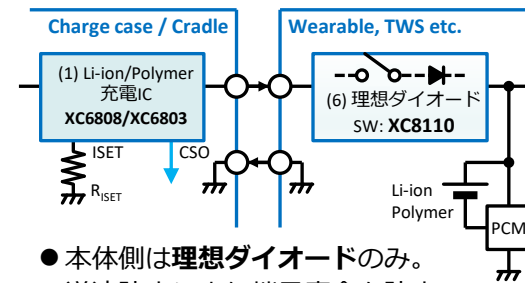 Charge case / Cradle
Wearable, TWS etc.
(1) Li-ion/Polymer
充電IC
XC6808/XC6803
(6) 理想ダイオード
SW: XC8110
ISET
CSO
RISET
Li-ion
Polymer
PCM
● 本体側は理想ダイオードのみ。